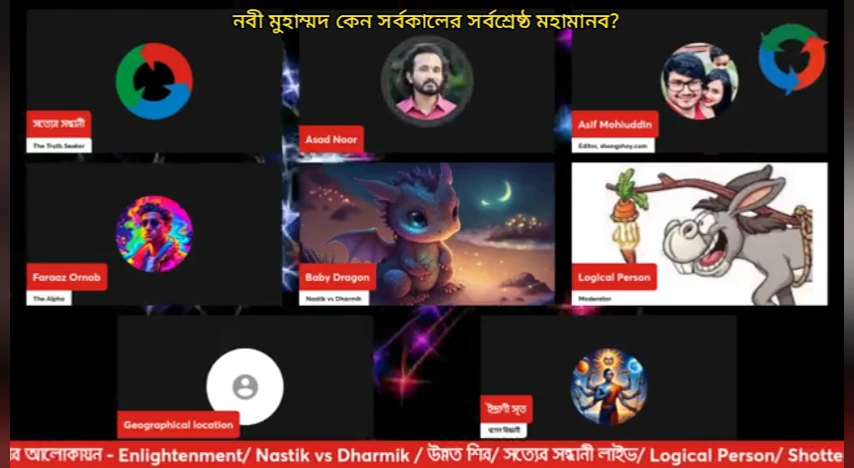 নবী মুহাম্মদ কেন সর্বকালের সর্বশ্রেষ্ঠ মহামানব?
সত্যের সন্ধানী
The Truth Seeker
Asad Noor
Asif Mohiuddin
Editor, shongshoy.com
Faraaz Ornob
The Alpha
Baby Dragon
Nastik vs Dharmik
Logical Person
Moderator
Geographical location
ইন্দ্রাণী সূত
আলোকায়ন - Enlightenment/ Nastik vs Dharmik / উন্নত শির/ সত্যের সন্ধানী লাইভ/ Logical Person/ Shotte